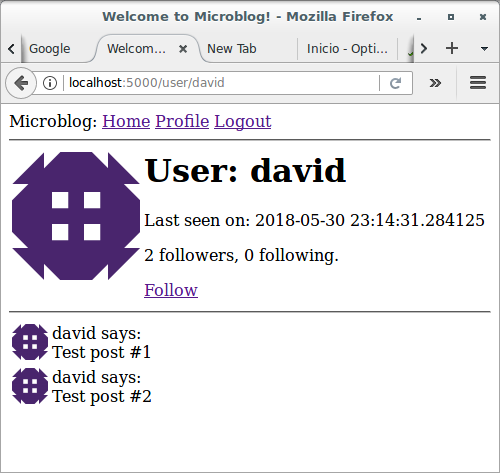 Welcome to Microblog! - Mozilla Firefox
Google
Welcom...
New Tab
Inicio - Opti...
localhost:5000/user/david
Microblog: Home Profile Logout
User: david
Last seen on: 2018-05-30 23:14:31.284125
2 followers, 0 following.
Follow
david says:
Test post #1
david says:
Test post #2